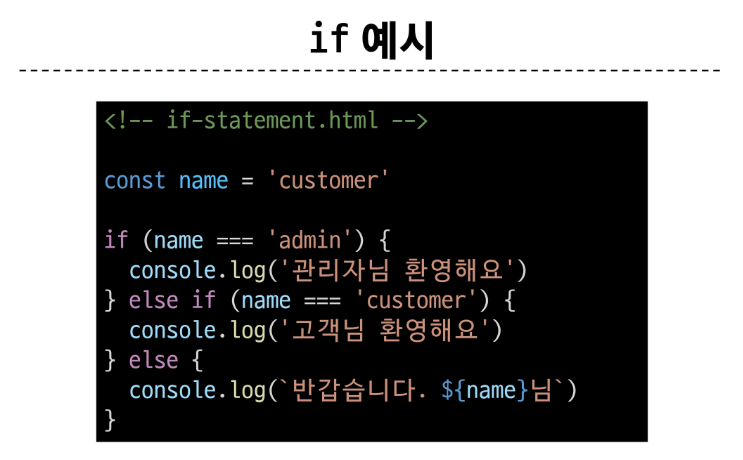 if 예시
<!-- if-statement.html -->
const name = 'customer'
if (name === 'admin') {
  console.log('관리자님 환영해요')
} else if (name === 'customer') {
  console.log('고객님 환영해요')
} else {
  console.log(`반갑습니다. ${name}님`)
}